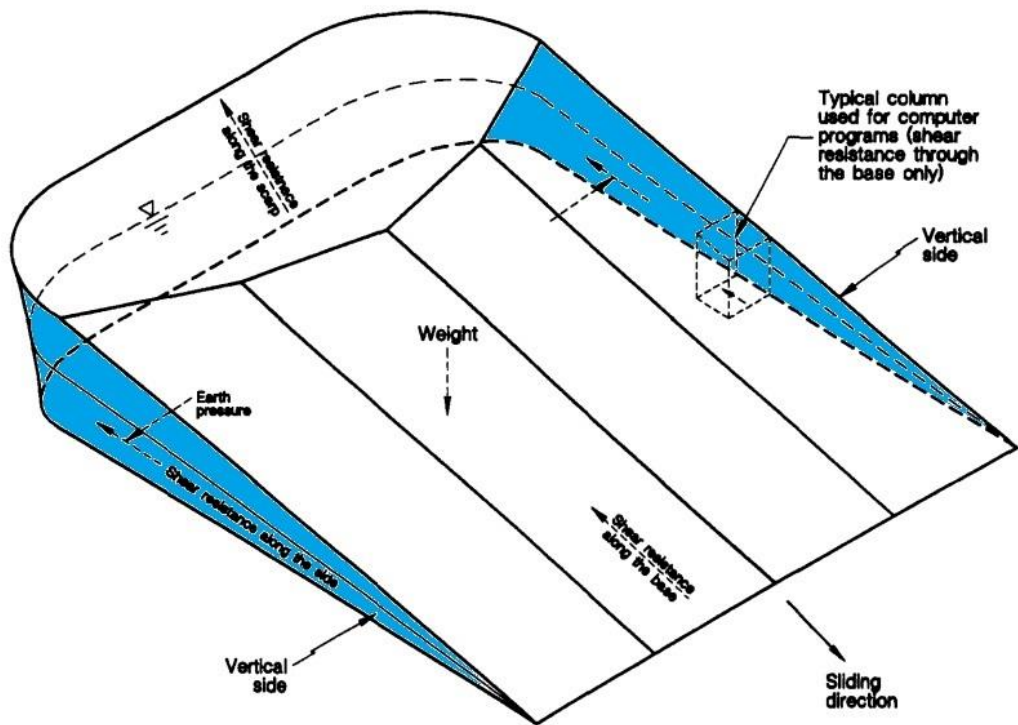 Typical column
used for computer
programs (shear
resistance through
the base only)
Shear resistance
along the scarp
Vertical
side
Weight
Earth
pressure
Shear resistance along the side
Shear resistance
along the base
Vertical
side
Sliding
direction